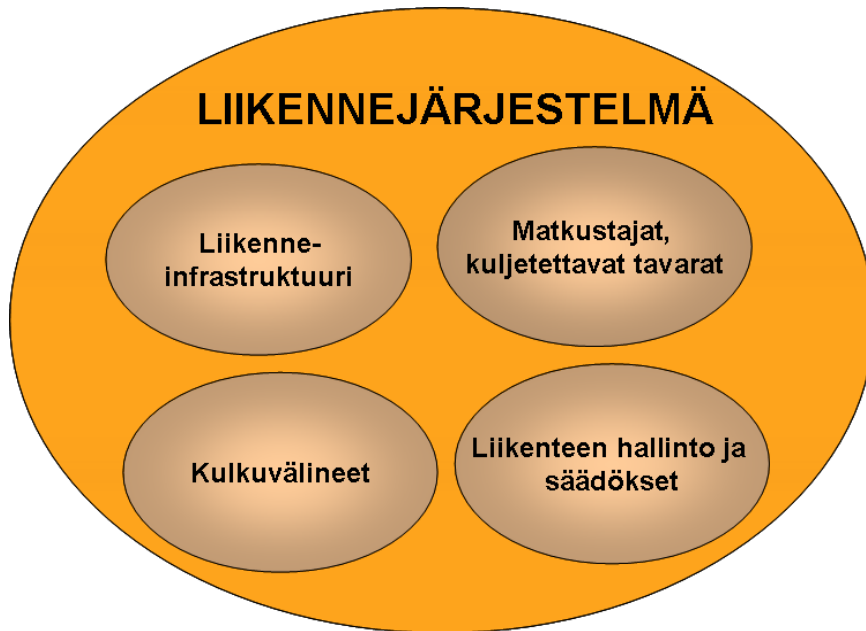 LIIKENNEJÄRJESTELMÄ
Liikenne-
infrastruktuuri
Matkustajat,
kuljetettavat tavarat
Kulkuvälineet
Liikenteen hallinto ja
säädökset